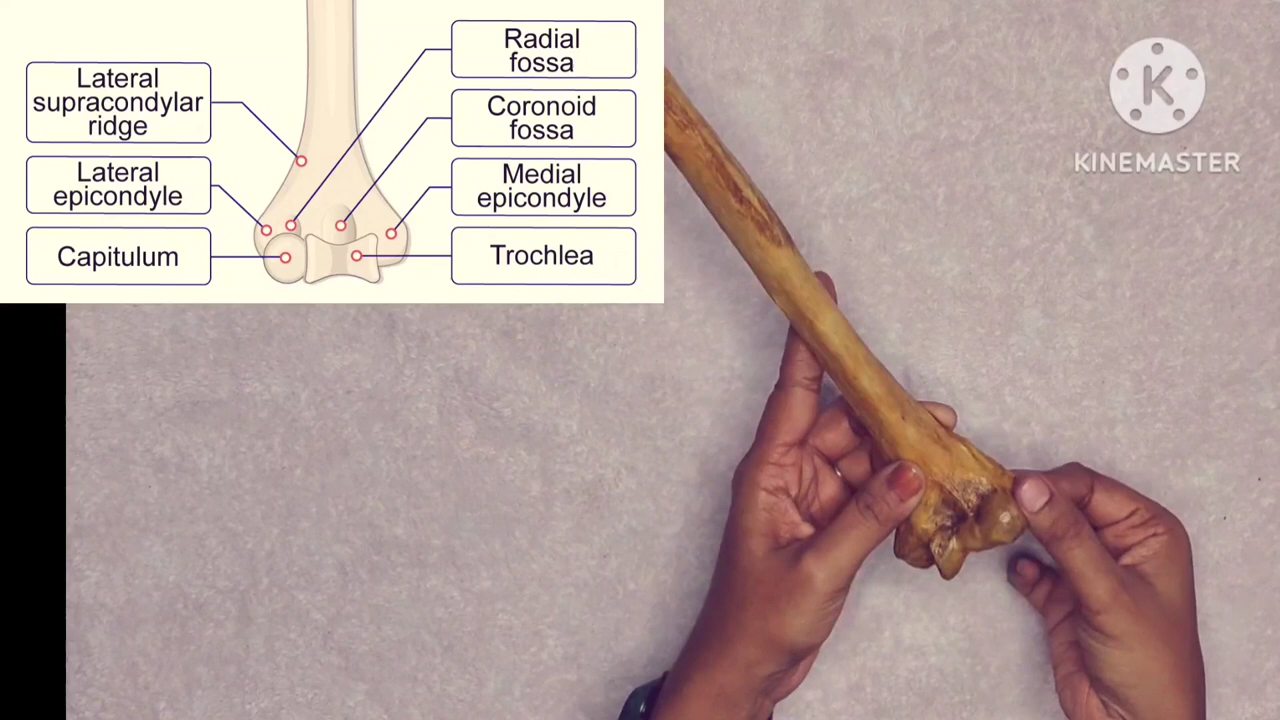 Lateral
supracondylar
ridge
Lateral
epicondyle
Capitulum
Radial
fossa
Coronoid
fossa
Medial
epicondyle
Trochlea
K
KINEMASTER